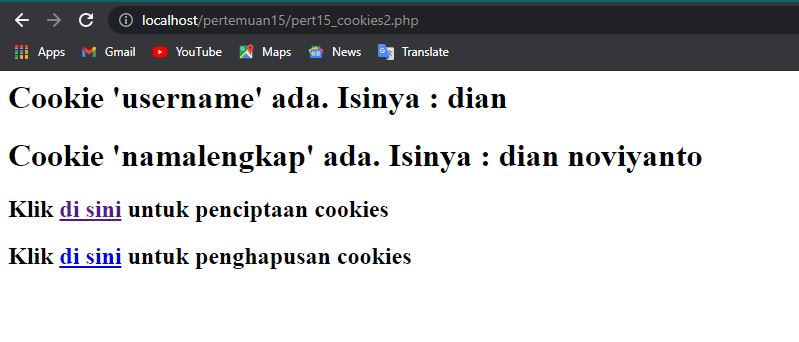 localhost/pertemuan15/pert15_cookies2.php
Apps Gmail YouTube Maps News Translate
Cookie 'username' ada. Isinya : dian
Cookie 'namalengkap' ada. Isinya : dian noviyanto
Klik di sini untuk penciptaan cookies
Klik di sini untuk penghapusan cookies